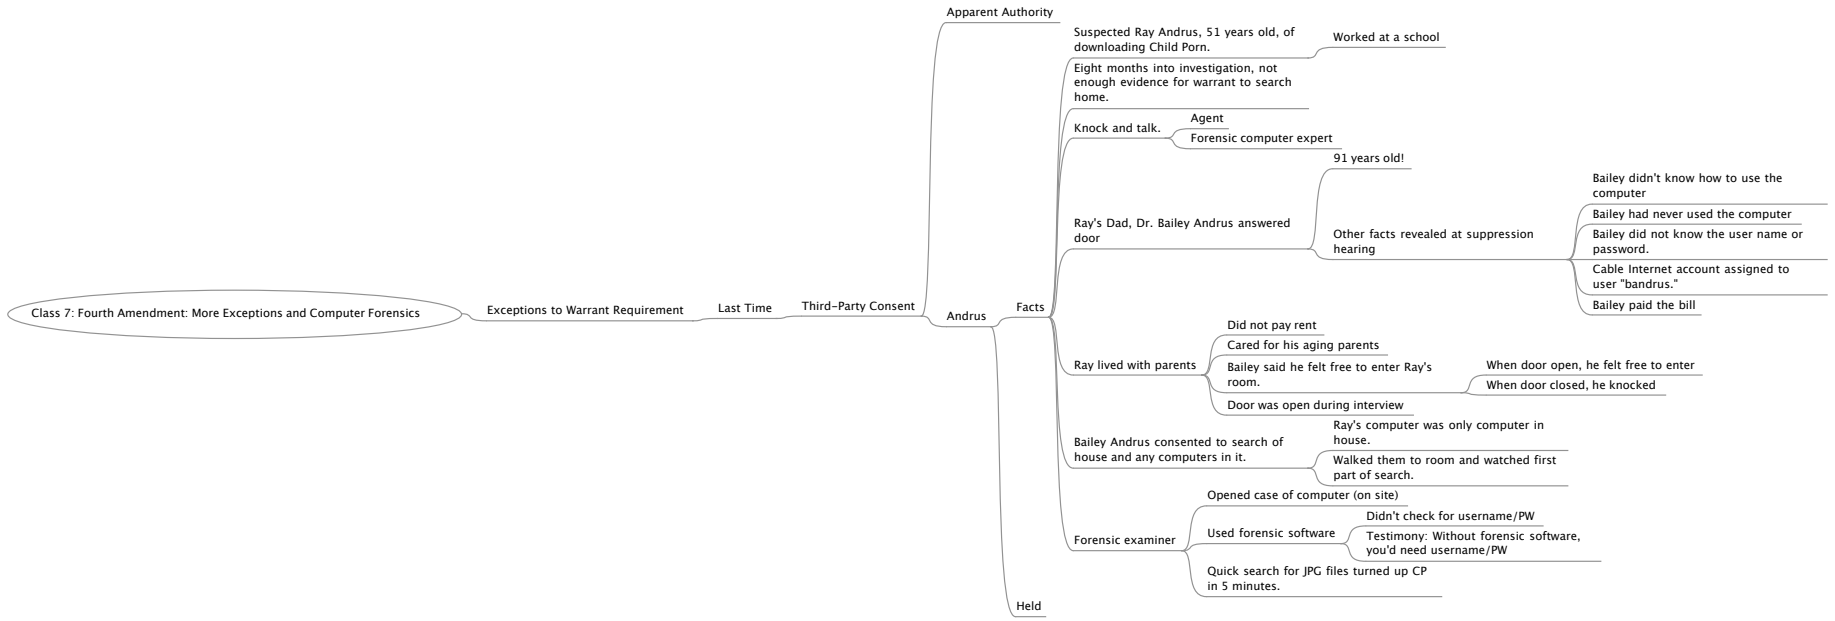 Class 7: Fourth Amendment: More Exceptions and Computer Forensics
Exceptions to Warrant Requirement
Last Time
Third-Party Consent
Apparent Authority
Andrus
Facts
Suspected Ray Andrus, 51 years old, of
downloading Child Porn.
Worked at a school
Eight months into investigation, not
enough evidence for warrant to search
home.
Knock and talk.
Agent
Forensic computer expert
Ray's Dad, Dr. Bailey Andrus answered
door
91 years old!
Other facts revealed at suppression
hearing
Bailey didn't know how to use the
computer
Bailey had never used the computer
Bailey did not know the user name or
password.
Cable Internet account assigned to
user "bandrus."
Bailey paid the bill
Ray lived with parents
Did not pay rent
Cared for his aging parents
Bailey said he felt free to enter Ray's
room.
When door open, he felt free to enter
When door closed, he knocked
Door was open during interview
Bailey Andrus consented to search of
house and any computers in it.
Ray's computer was only computer in
house.
Walked them to room and watched first
part of search.
Forensic examiner
Opened case of computer (on site)
Used forensic software
Didn't check for username/PW
Testimony: Without forensic software,
you'd need username/PW
Quick search for JPG files turned up CP
in 5 minutes.
Held